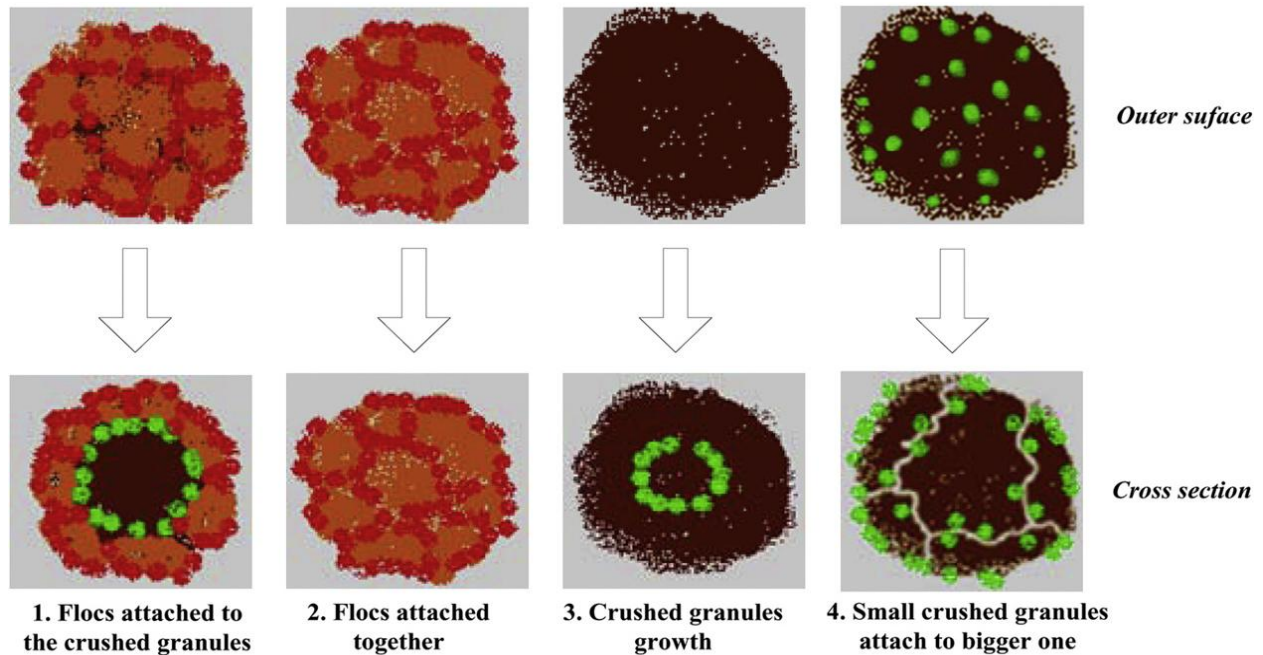 Outer suface
Cross section
1. Flocs attached to
the crushed granules
2. Flocs attached
together
3. Crushed granules
growth
4. Small crushed granules
attach to bigger one